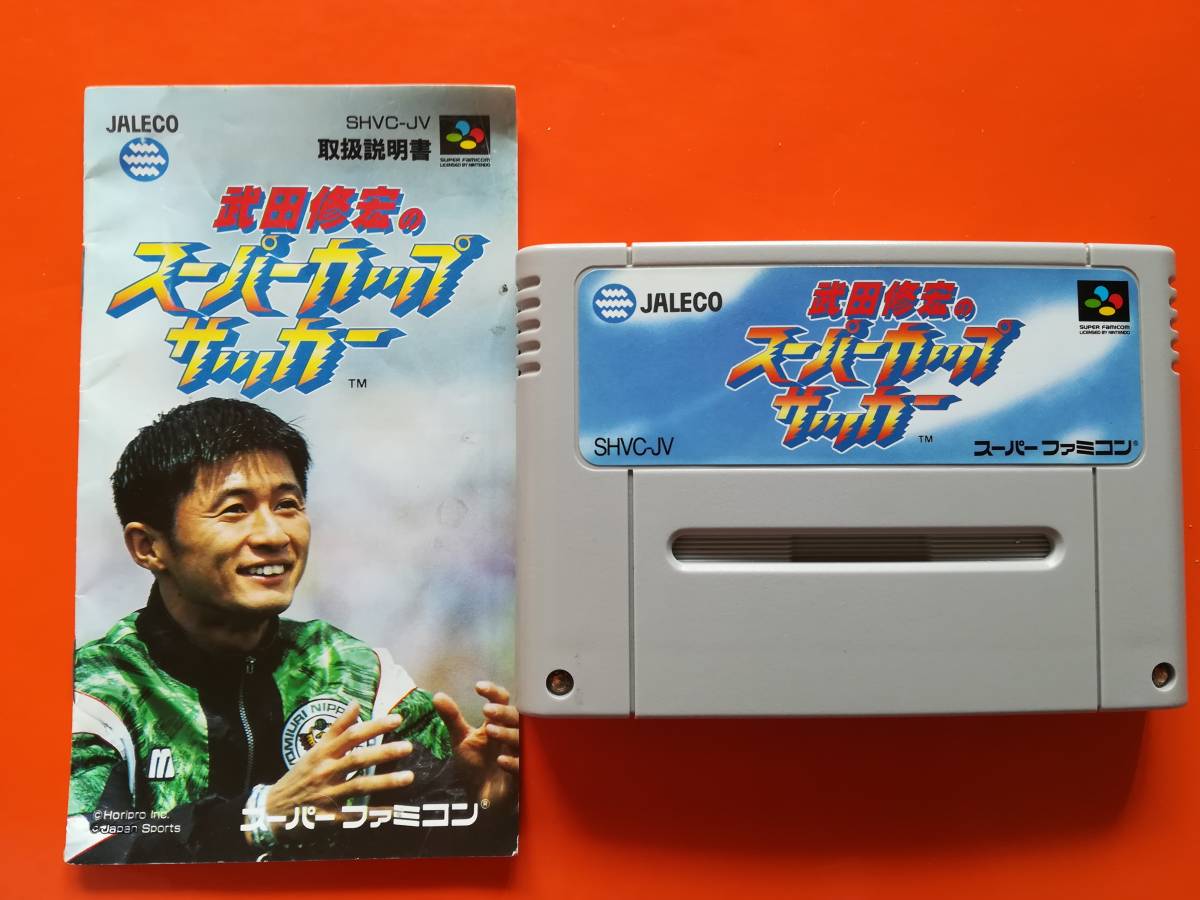 JALECO
SHVC-JV
取扱説明書
SUPER FAMICOM
LICENSED BY NINTENDO
武田修宏の
スーパーカップ
サッカー
TM
YOMIURI NIPPO
M
©Horipro Inc.
©Japan Sports
スーパーファミコン®
JALECO
武田修宏の
スーパーカップ
サッカー
TM
SUPER FAMICOM
LICENSED BY NINTENDO
SHVC-JV
スーパーファミコン®